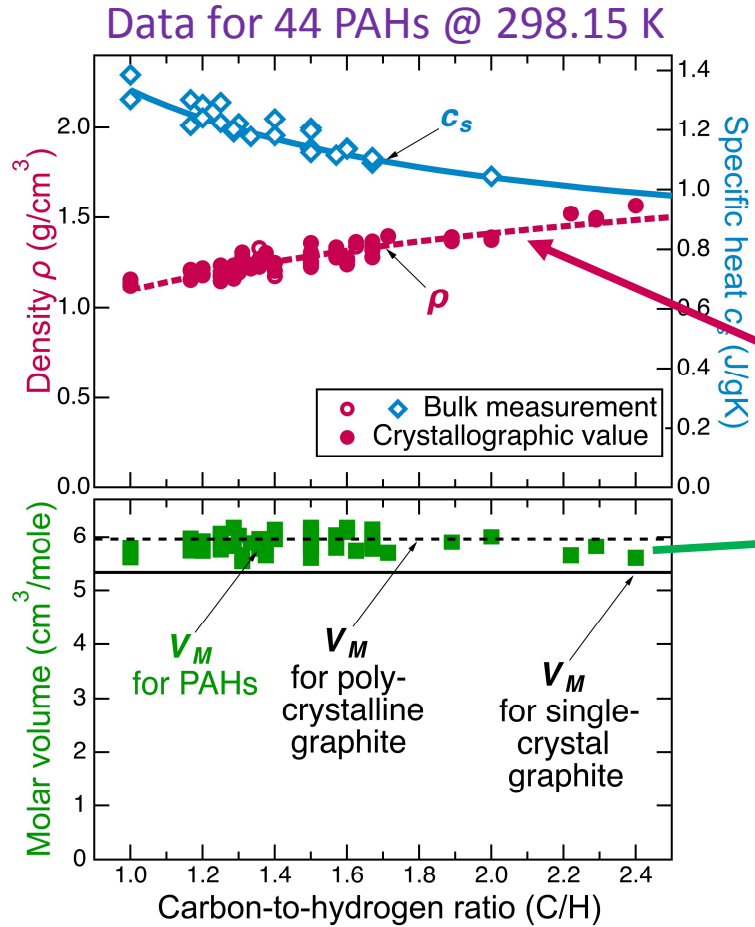 Data for 44 PAHs @ 298.15 K
2.0
1.5
1.0
0.5
0.0
Density ρ (g/cm³)
1.4
1.2
1.0
0.8
0.6
0.4
0.2
0.0
Specific heat cₛ (J/gK)
cₛ
ρ
Bulk measurement
Crystallographic value
6
5
4
3
2
1
0
Molar volume (cm³/mole)
V_M
for PAHs
V_M
for poly-
crystalline
graphite
V_M
for single-
crystal
graphite
1.0 1.2 1.4 1.6 1.8 2.0 2.2 2.4
Carbon-to-hydrogen ratio (C/H)